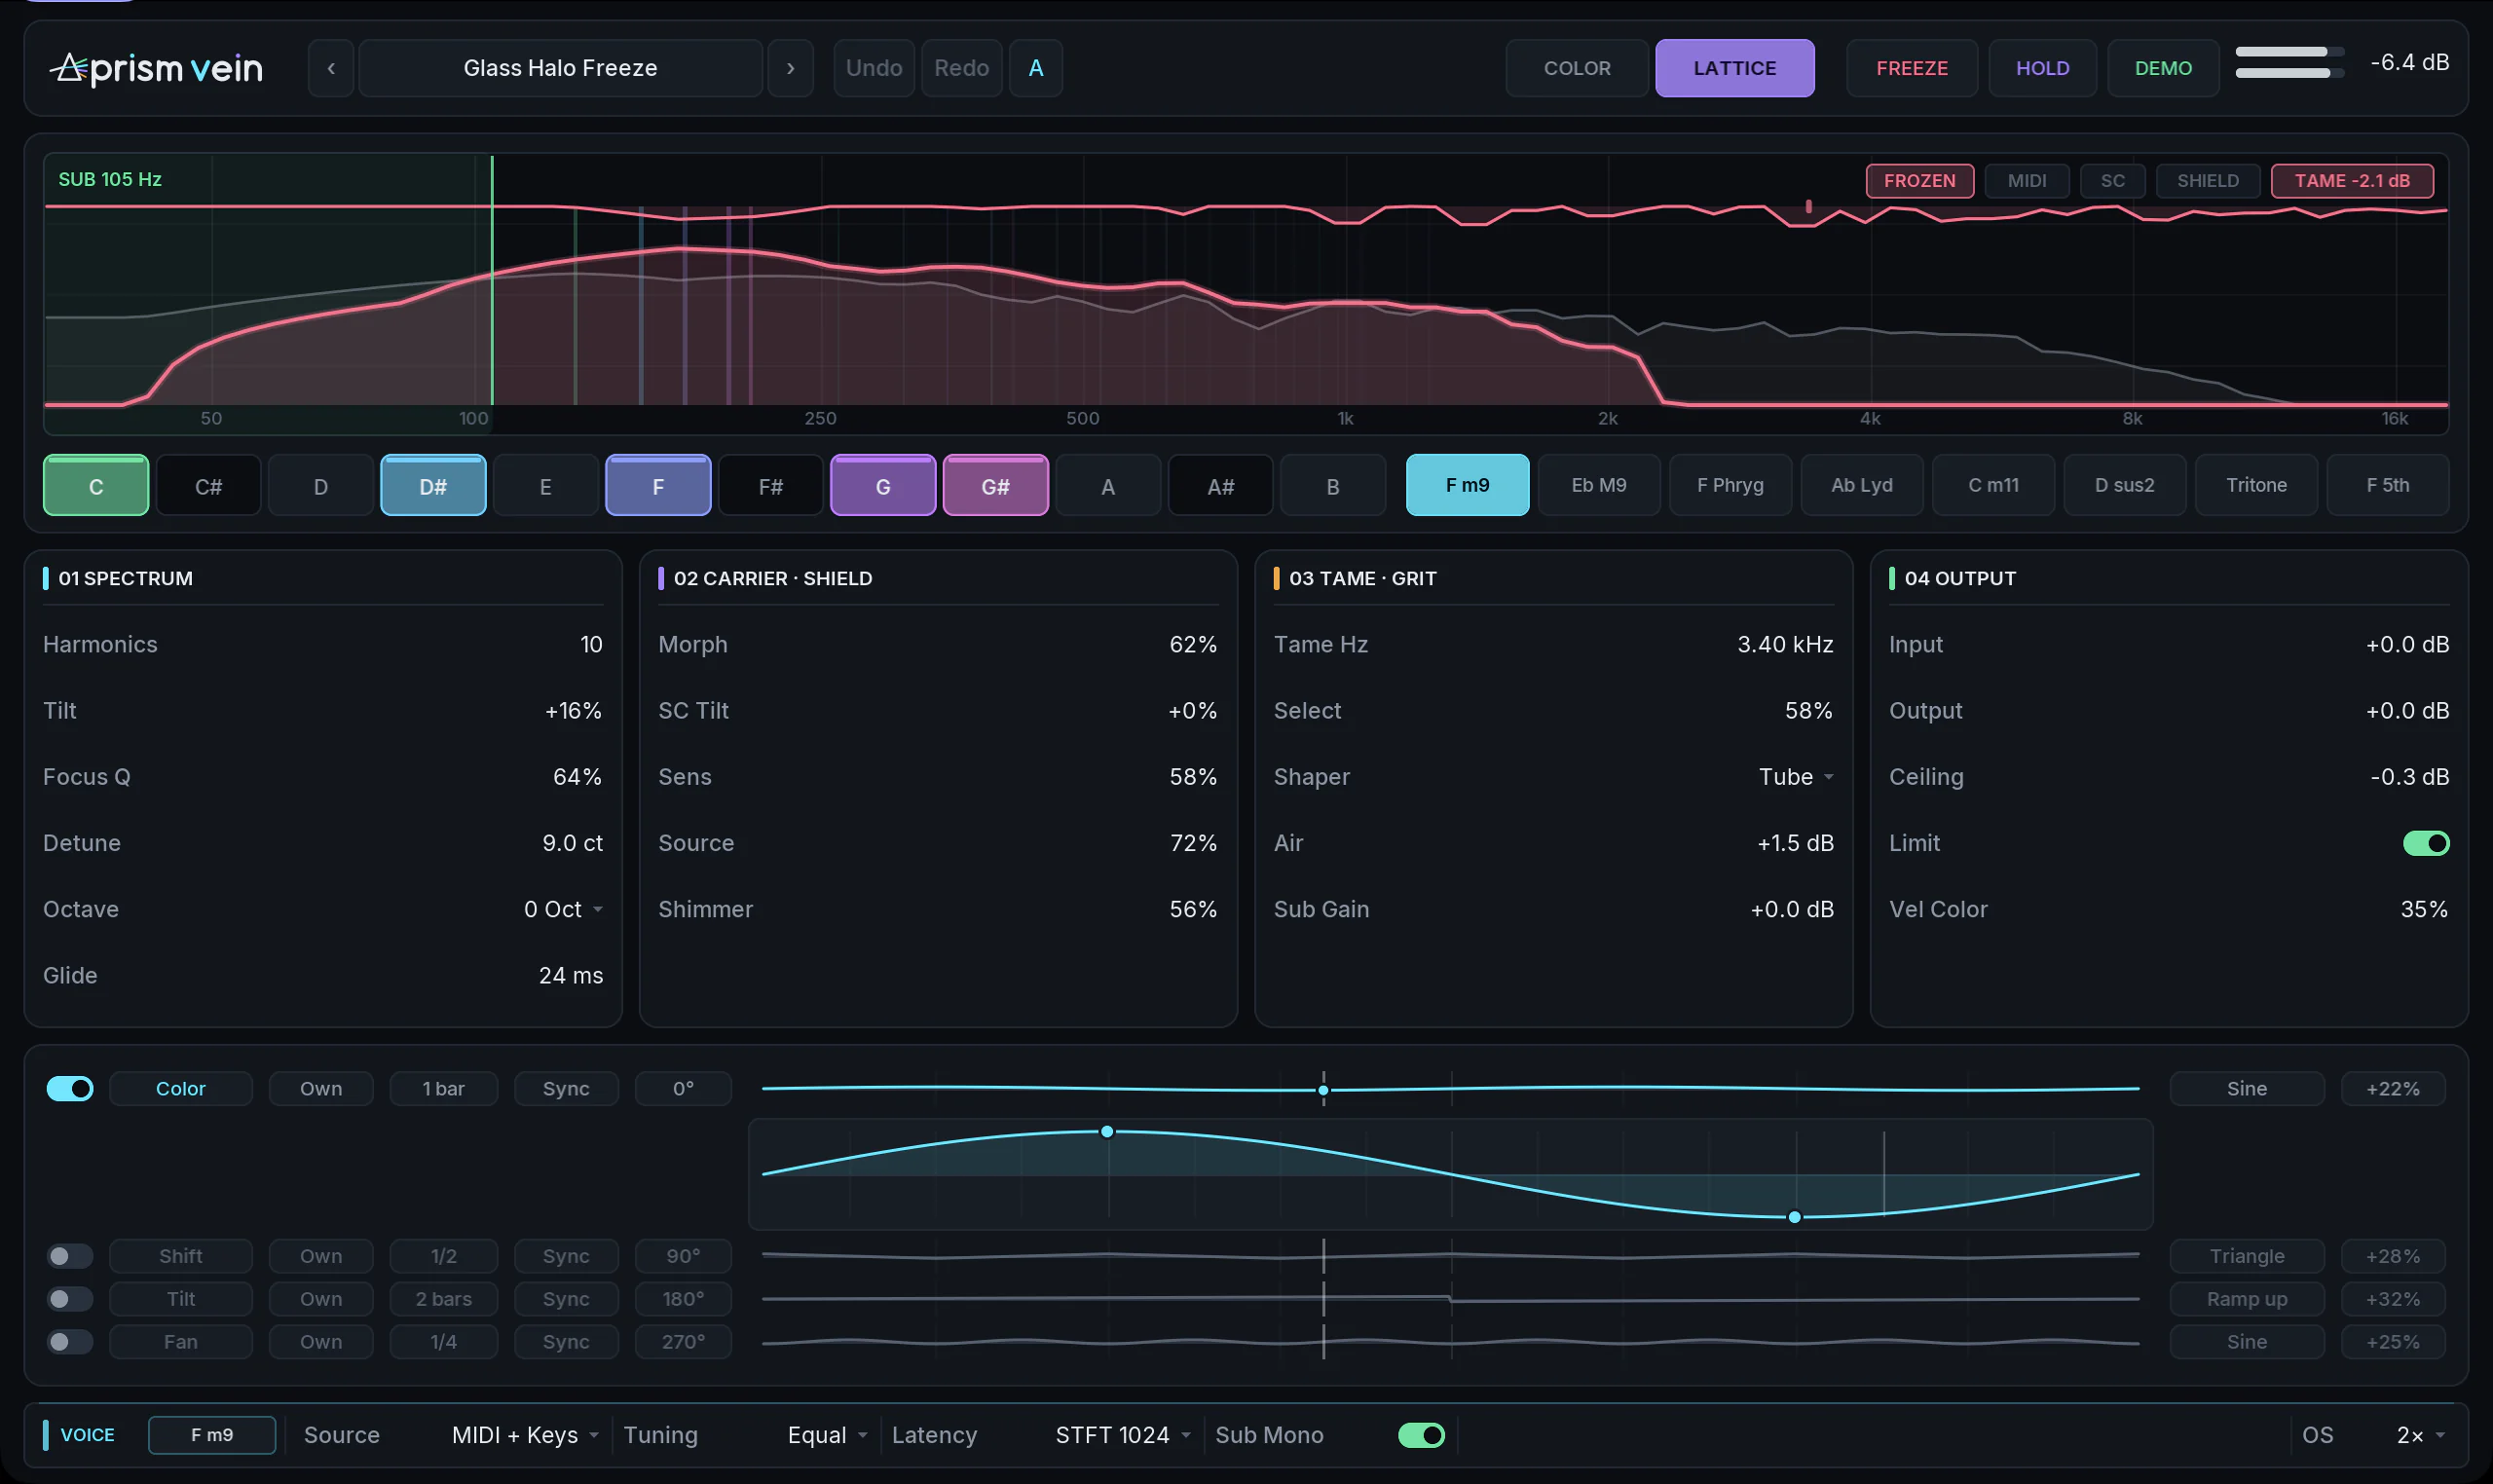 prism vein
‹ Glass Halo Freeze › Undo Redo A COLOR LATTICE FREEZE HOLD DEMO -6.4 dB
SUB 105 Hz FROZEN MIDI SC SHIELD TAME -2.1 dB
50 100 250 500 1k 2k 4k 8k 16k
C C# D D# E F F# G G# A A# B F m9 Eb M9 F Phryg Ab Lyd C m11 D sus2 Tritone F 5th
01 SPECTRUM
Harmonics 10
Tilt +16%
Focus Q 64%
Detune 9.0 ct
Octave 0 Oct
Glide 24 ms
02 CARRIER · SHIELD
Morph 62%
SC Tilt +0%
Sens 58%
Source 72%
Shimmer 56%
03 TAME · GRIT
Tame Hz 3.40 kHz
Select 58%
Shaper Tube
Air +1.5 dB
Sub Gain +0.0 dB
04 OUTPUT
Input +0.0 dB
Output +0.0 dB
Ceiling -0.3 dB
Limit
Vel Color 35%
Color Own 1 bar Sync 0° Sine +22%
Shift Own 1/2 Sync 90° Triangle +28%
Tilt Own 2 bars Sync 180° Ramp up +32%
Fan Own 1/4 Sync 270° Sine +25%
VOICE F m9 Source MIDI + Keys Tuning Equal Latency STFT 1024 Sub Mono OS 2×